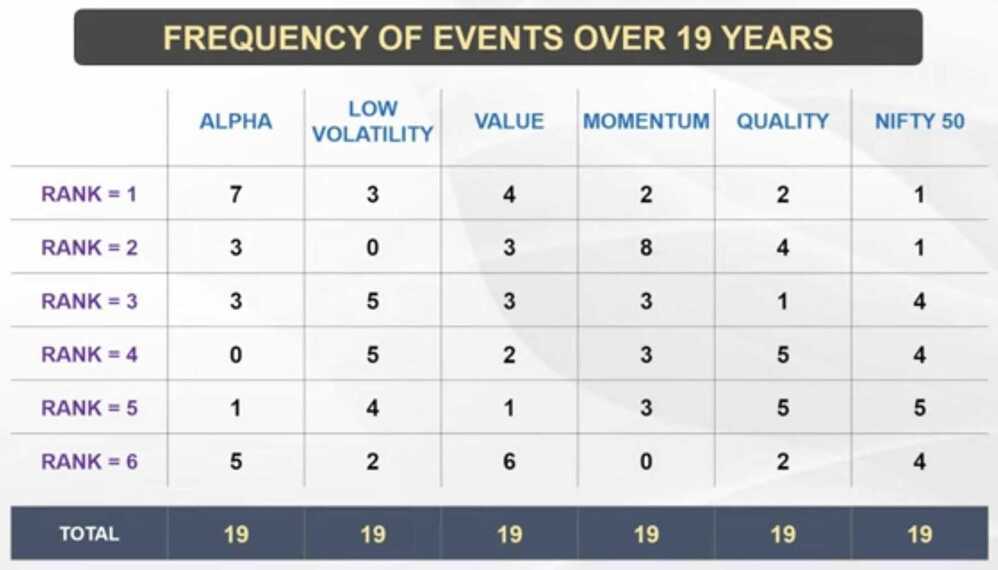 FREQUENCY OF EVENTS OVER 19 YEARS
ALPHA LOW VOLATILITY VALUE MOMENTUM QUALITY NIFTY 50
RANK = 1 7 3 4 2 2 1
RANK = 2 3 0 3 8 4 1
RANK = 3 3 5 3 3 1 4
RANK = 4 0 5 2 3 5 4
RANK = 5 1 4 1 3 5 5
RANK = 6 5 2 6 0 2 4
TOTAL 19 19 19 19 19 19